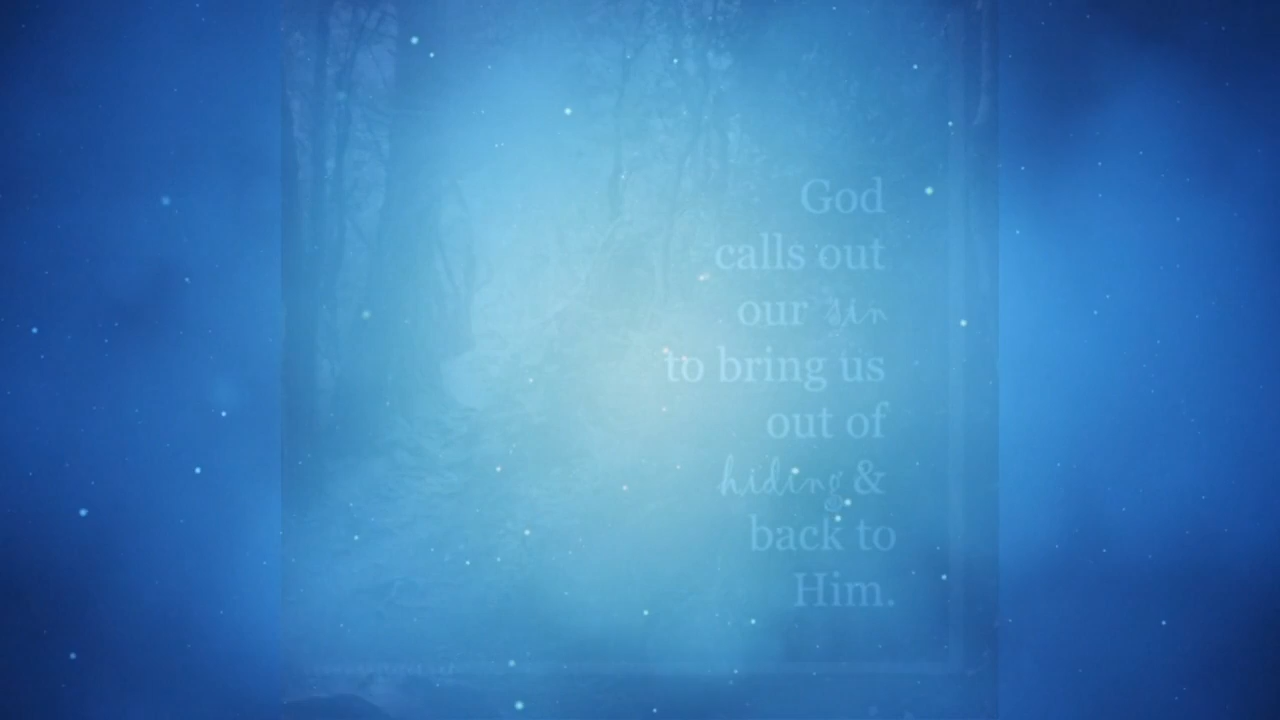 God
calls out
our sin
to bring us
out of
hiding &
back to
Him.